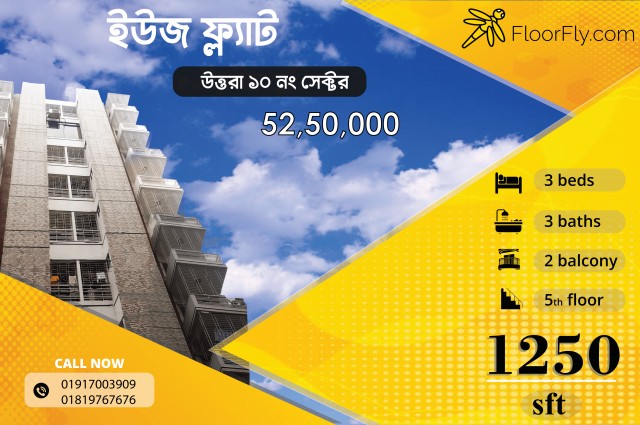 ইউজ ফ্ল্যাট
FloorFly.com
উত্তরা ১০ নং সেক্টর
52,50,000
3 beds
3 baths
2 balcony
5th floor
1250
sft
CALL NOW
01917003909
01819767676